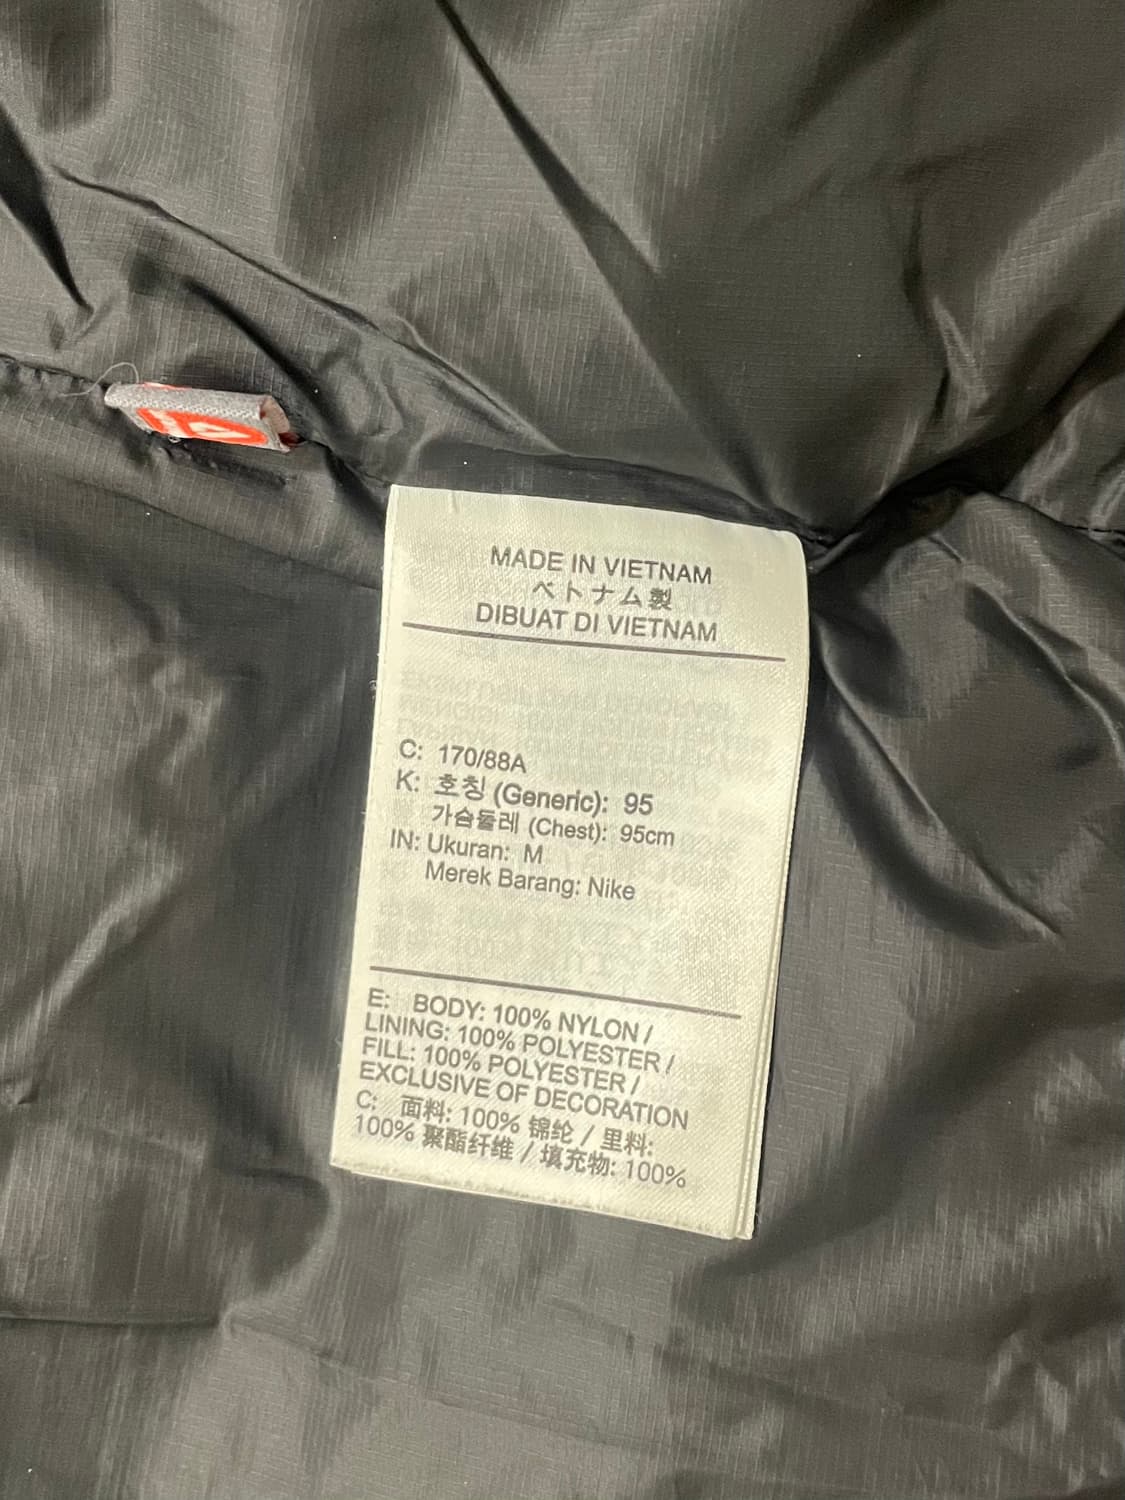 MADE IN VIETNAM
ベトナム製
DIBUAT DI VIETNAM
C: 170/88A
K: 호칭 (Generic): 95
가슴둘레 (Chest): 95cm
IN: Ukuran: M
Merek Barang: Nike
E: BODY: 100% NYLON /
LINING: 100% POLYESTER /
FILL: 100% POLYESTER /
EXCLUSIVE OF DECORATION
C: 面料: 100% 锦纶 / 里料:
100% 聚酯纤维 / 填充物: 100%